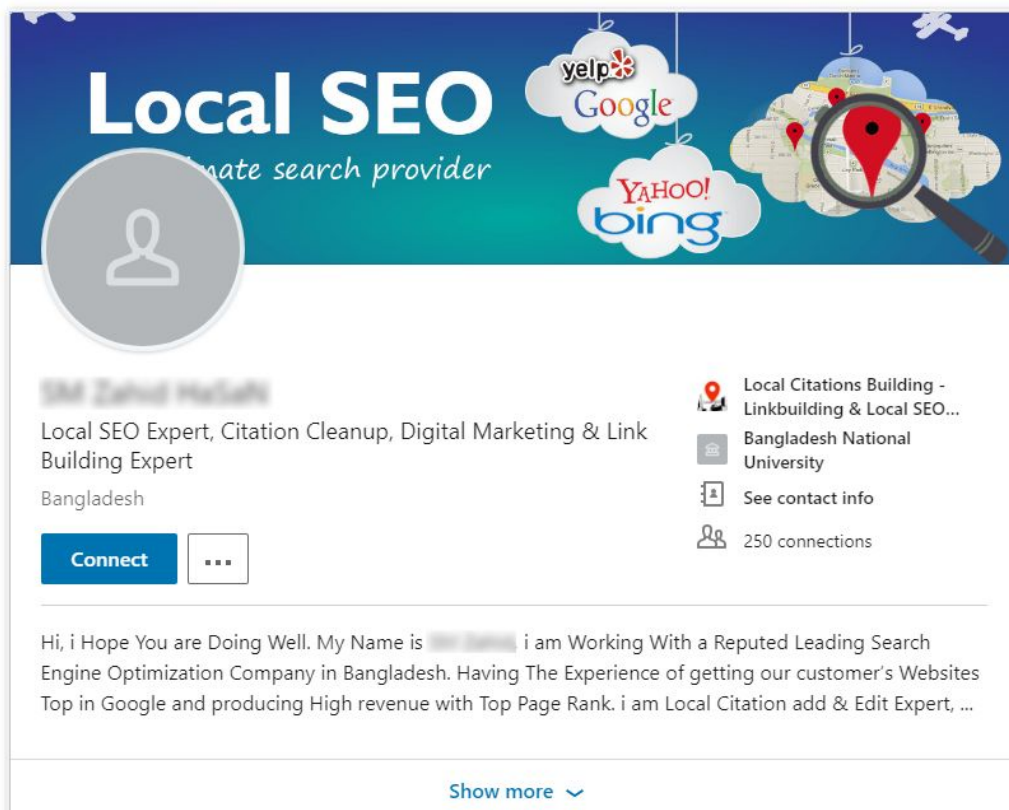 Local SEO
mate search provider
yelp
Google
YAHOO!
bing
Local Citations Building -
Linkbuilding & Local SEO...
Local SEO Expert, Citation Cleanup, Digital Marketing & Link
Building Expert
Bangladesh National
University
Bangladesh
See contact info
Connect
...
250 connections
Hi, i Hope You are Doing Well. My Name is i am Working With a Reputed Leading Search
Engine Optimization Company in Bangladesh. Having The Experience of getting our customer's Websites
Top in Google and producing High revenue with Top Page Rank. i am Local Citation add & Edit Expert, ...
Show more